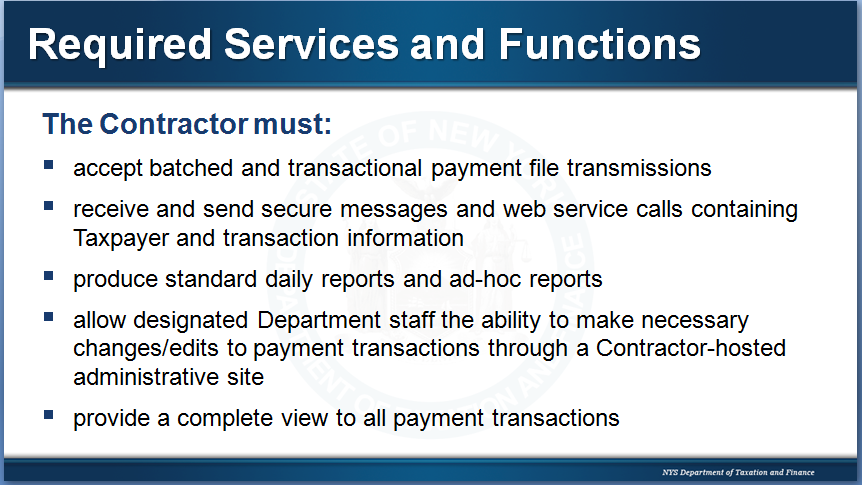 Required Services and Functions
The Contractor must:
▪ accept batched and transactional payment file transmissions
▪ receive and send secure messages and web service calls containing
Taxpayer and transaction information
▪ produce standard daily reports and ad-hoc reports
▪ allow designated Department staff the ability to make necessary
changes/edits to payment transactions through a Contractor-hosted
administrative site
▪ provide a complete view to all payment transactions
NYS Department of Taxation and Finance